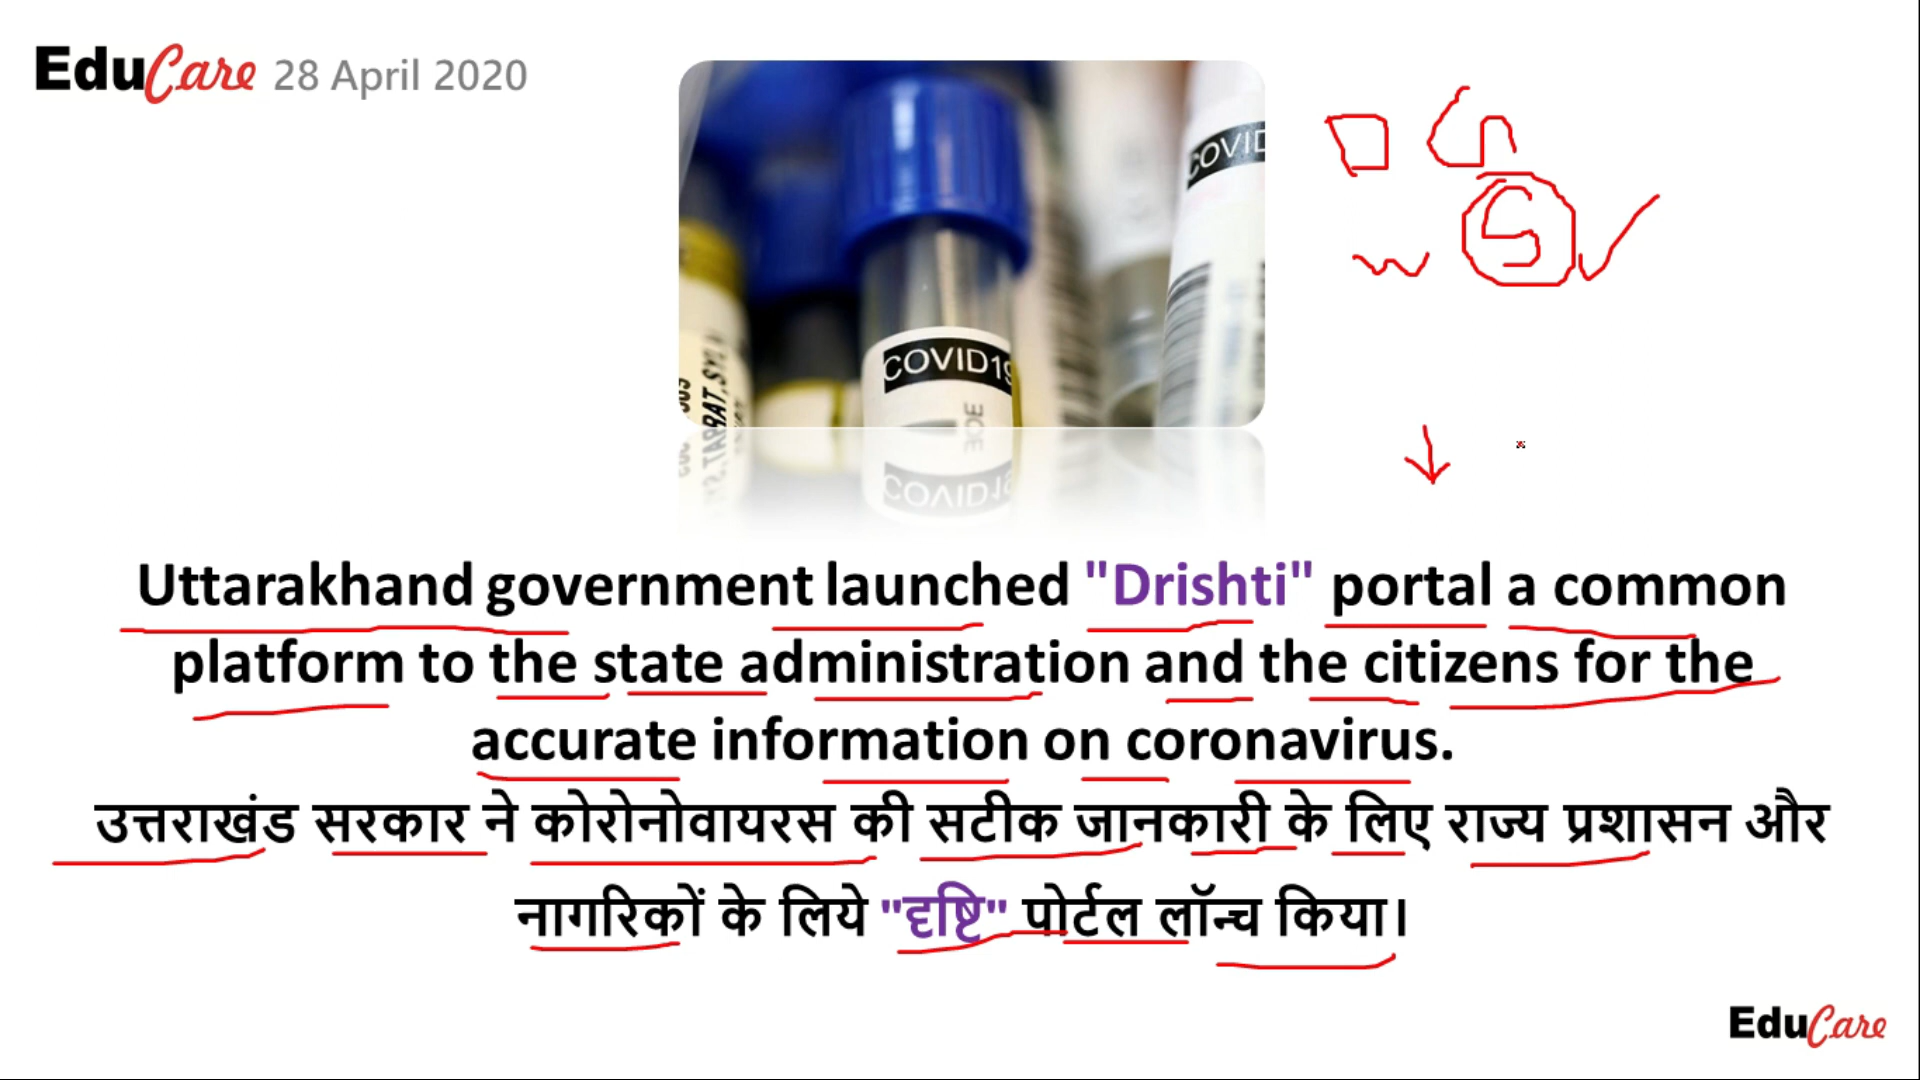 EduCare 28 April 2020
COVID
COVID19
Uttarakhand government launched "Drishti" portal a common
platform to the state administration and the citizens for the
accurate information on coronavirus.
उत्तराखंड सरकार ने कोरोनोवायरस की सटीक जानकारी के लिए राज्य प्रशासन और
नागरिकों के लिये "दृष्टि" पोर्टल लॉन्च किया।
EduCare